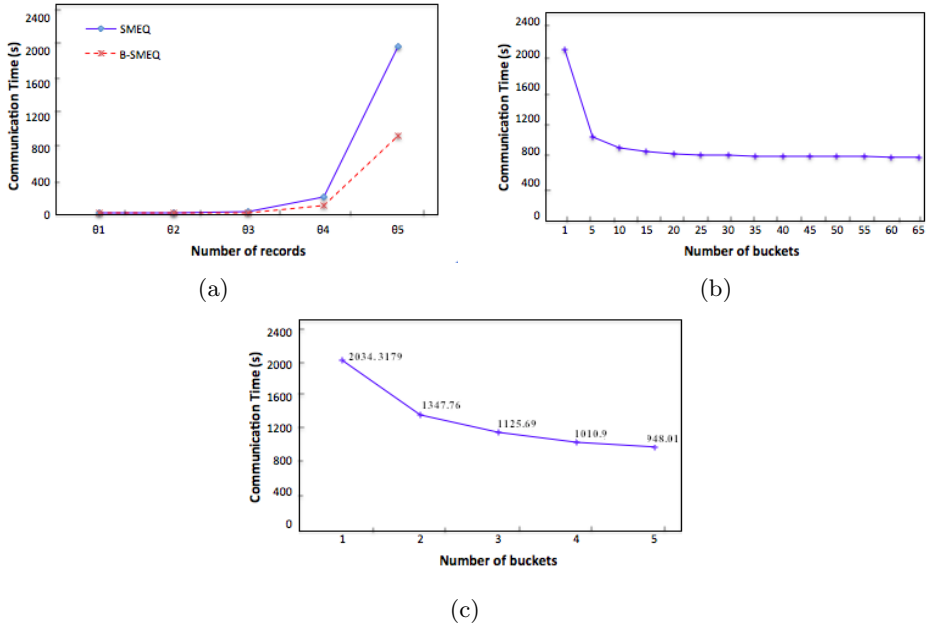 2400
2000
1600
1200
800
400
0
Communication Time (s)
SMEQ
B-SMEQ
θ1 θ2 θ3 θ4 θ5
Number of records
(a)
2400
2000
1600
1200
800
400
0
Communication Time (s)
1 5 10 15 20 25 30 35 40 45 50 55 60 65
Number of buckets
(b)
2400
2000
1600
1200
800
400
0
Communication Time (s)
2034.3179
1347.76
1125.69
1010.9
948.01
1 2 3 4 5
Number of buckets
(c)